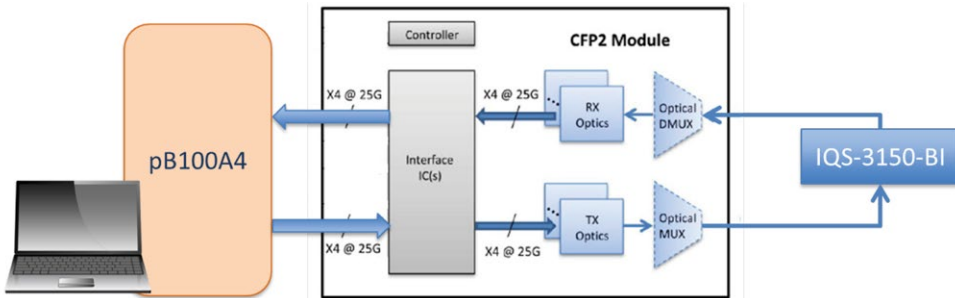 Controller
CFP2 Module
X4 @ 25G
X4 @ 25G
RX
Optics
Optical
DMUX
pB100A4
Interface
IC(s)
IQS-3150-BI
TX
Optics
Optical
MUX
X4 @ 25G
X4 @ 25G